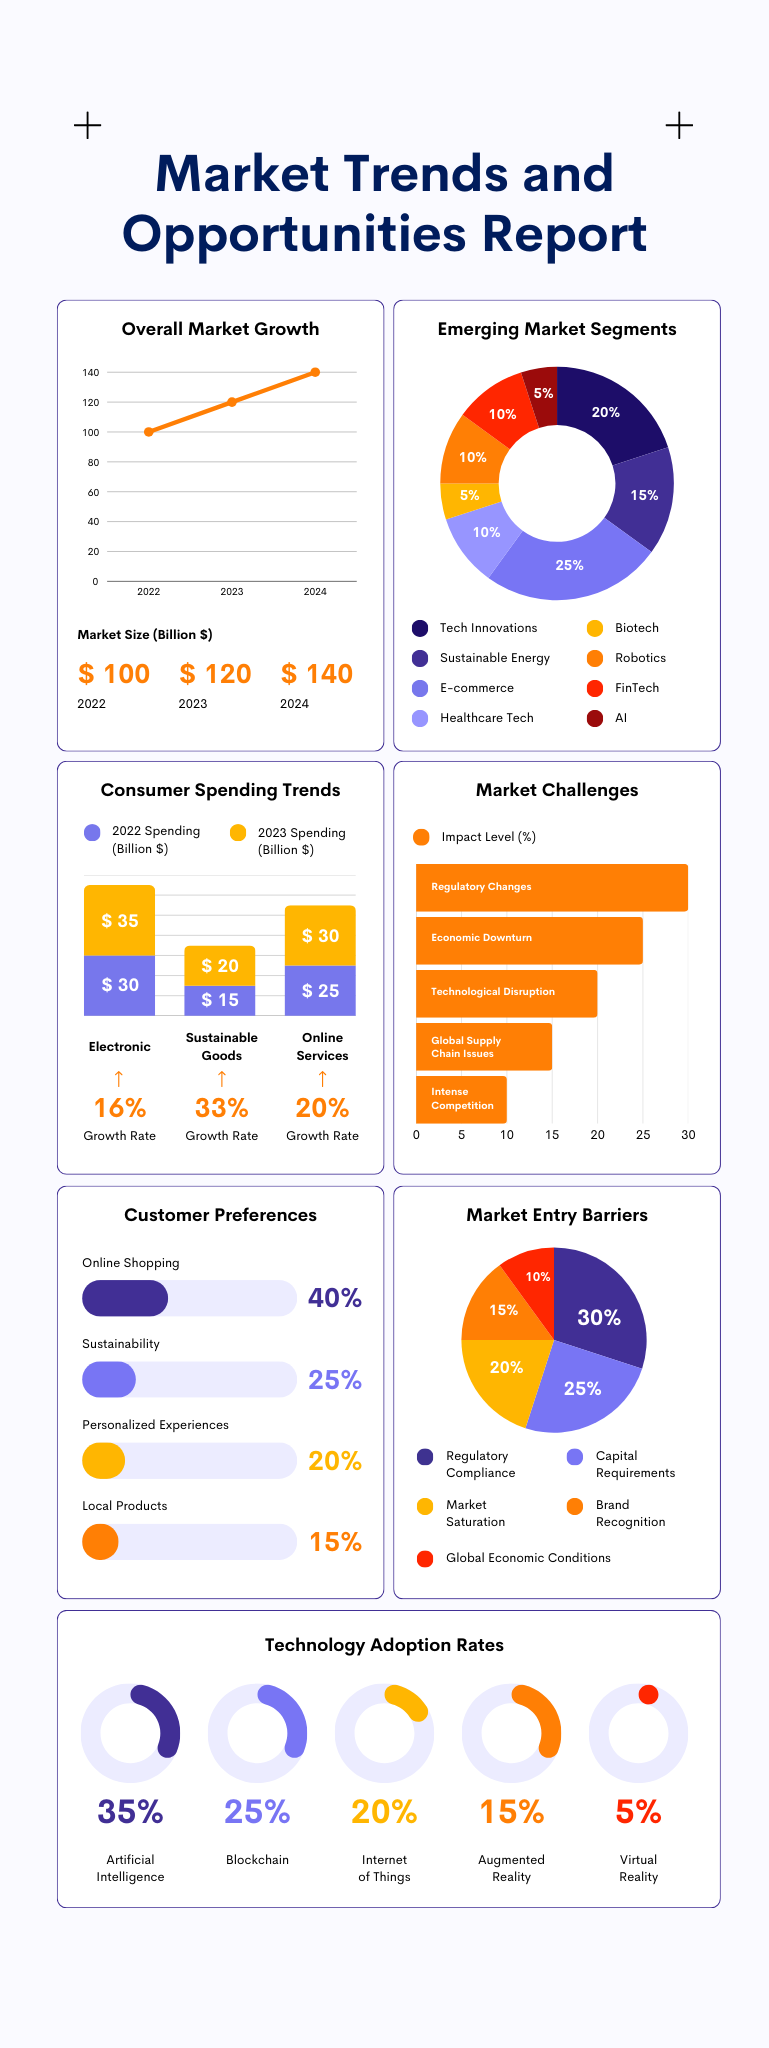 Market Trends and
Opportunities Report
Overall Market Growth
140
120
100
80
60
40
20
0
2022 2023 2024
Market Size (Billion $)
$ 100 $ 120 $ 140
2022 2023 2024
Emerging Market Segments
5%
20%
10%
10%
15%
5%
10%
25%
Tech Innovations
Sustainable Energy
E-commerce
Healthcare Tech
Biotech
Robotics
FinTech
AI
Consumer Spending Trends
2022 Spending
(Billion $)
2023 Spending
(Billion $)
$ 35
$ 30
$ 20
$ 15
$ 30
$ 25
Electronic
↑
16%
Growth Rate
Sustainable
Goods
↑
33%
Growth Rate
Online
Services
↑
20%
Growth Rate
Market Challenges
Impact Level (%)
Regulatory Changes
Economic Downturn
Technological Disruption
Global Supply
Chain Issues
Intense
Competition
0 5 10 15 20 25 30
Customer Preferences
Online Shopping
40%
Sustainability
25%
Personalized Experiences
20%
Local Products
15%
Market Entry Barriers
10%
15%
30%
20%
25%
Regulatory
Compliance
Capital
Requirements
Market
Saturation
Brand
Recognition
Global Economic Conditions
Technology Adoption Rates
35%
Artificial
Intelligence
25%
Blockchain
20%
Internet
of Things
15%
Augmented
Reality
5%
Virtual
Reality